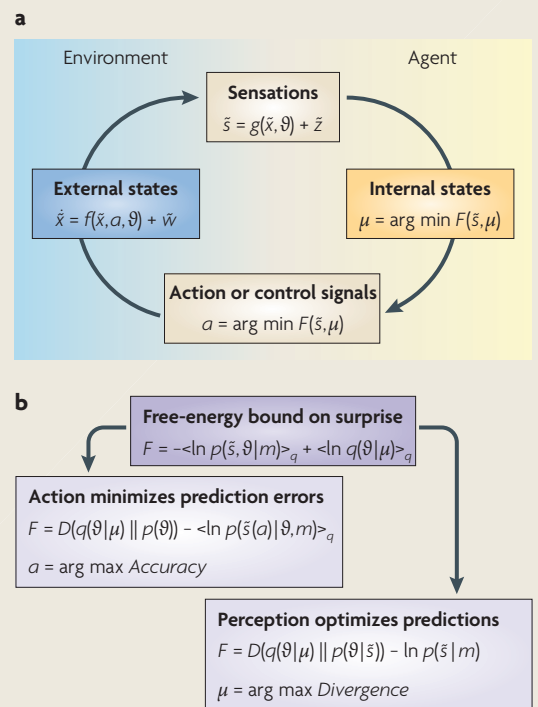 a
Environment
Agent
Sensations
s̃ = g(x̃, ϑ) + z̃
External states
x̃̇ = f(x̃, a, ϑ) + w̃
Internal states
μ = arg min F(s̃, μ)
Action or control signals
a = arg min F(s̃, μ)
b
Free-energy bound on surprise
F = −<ln p(s̃, ϑ|m)>q + <ln q(ϑ|μ)>q
Action minimizes prediction errors
F = D(q(ϑ|μ) || p(ϑ)) − <ln p(s̃(a)|ϑ, m)>q
a = arg max Accuracy
Perception optimizes predictions
F = D(q(ϑ|μ) || p(ϑ|s̃)) − ln p(s̃|m)
μ = arg max Divergence